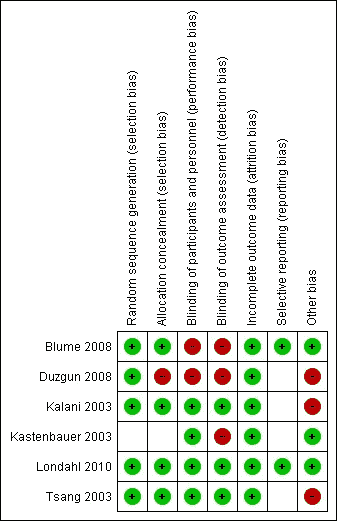 Random sequence generation (selection bias)
Allocation concealment (selection bias)
Blinding of participants and personnel (performance bias)
Blinding of outcome assessment (detection bias)
Incomplete outcome data (attrition bias)
Selective reporting (reporting bias)
Other bias
Blume 2008 + + - - + + +
Duzgun 2008 + - - - + -
Kalani 2003 + + + + + -
Kastenbauer 2003 + - + +
Londahl 2010 + + + + + + +
Tsang 2003 + + + + + -